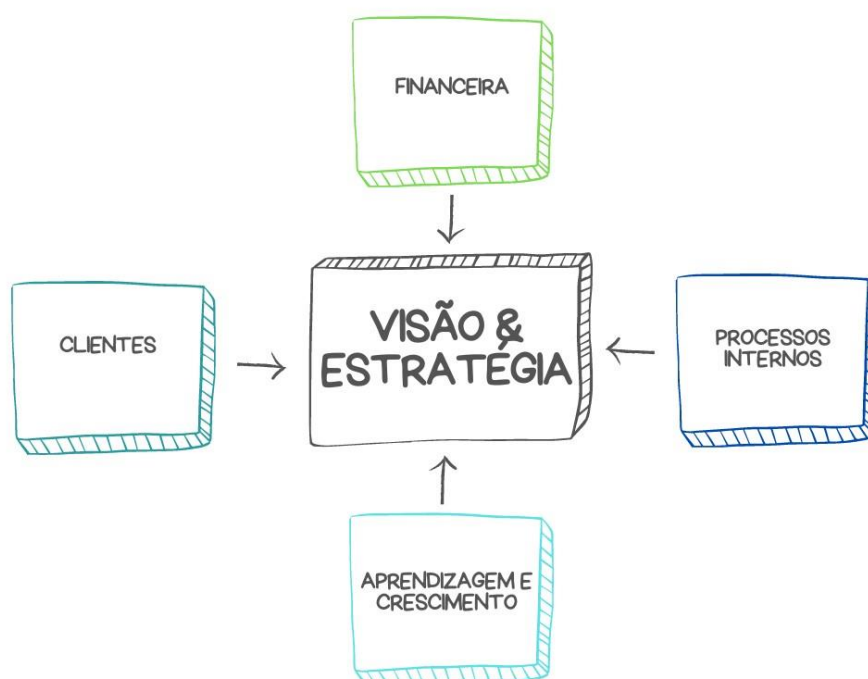 FINANCEIRA
CLIENTES
VISÃO &
ESTRATÉGIA
PROCESSOS
INTERNOS
APRENDIZAGEM E
CRESCIMENTO